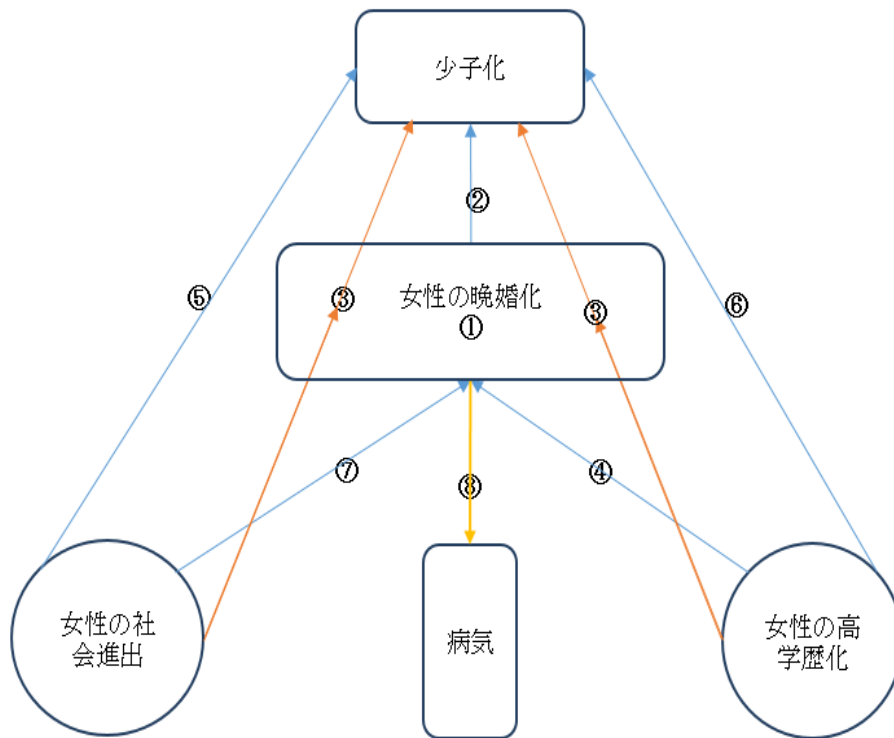 少子化
②
⑤
③
女性の晩婚化
①
③
⑥
⑦
⑧
④
女性の社
会進出
病気
女性の高
学歴化